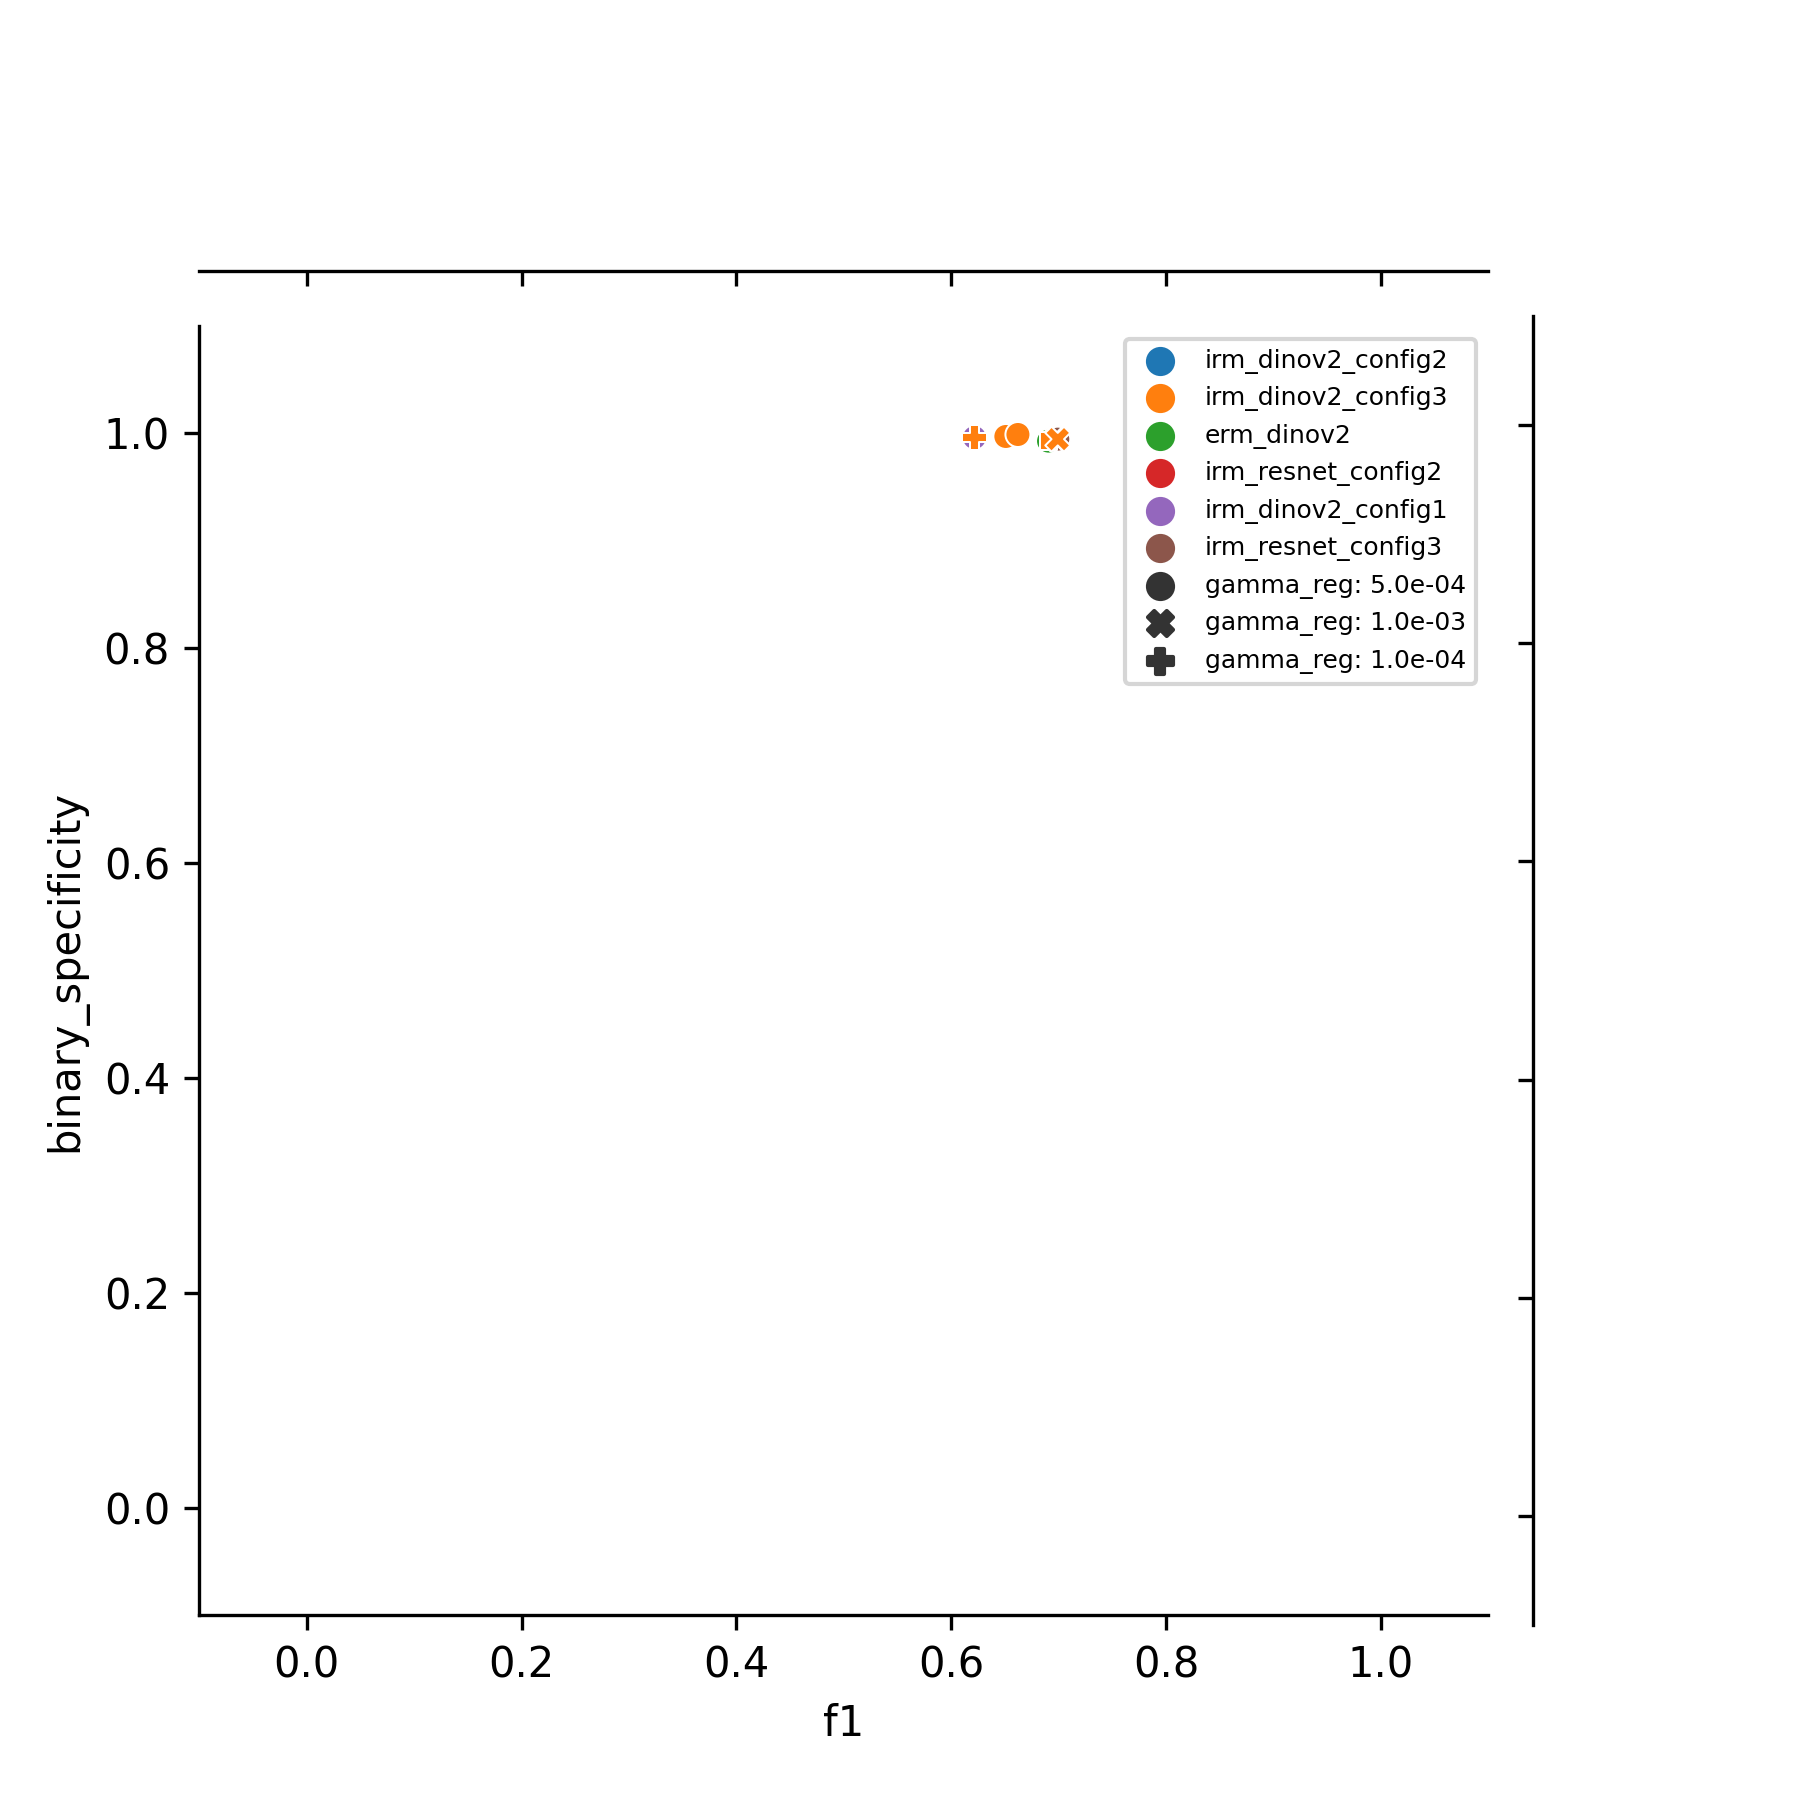 irm_dinov2_config2
irm_dinov2_config3
erm_dinov2
irm_resnet_config2
irm_dinov2_config1
irm_resnet_config3
gamma_reg: 5.0e-04
gamma_reg: 1.0e-03
gamma_reg: 1.0e-04
1.0
0.8
0.6
0.4
0.2
0.0
binary_specificity
0.0 0.2 0.4 0.6 0.8 1.0
f1